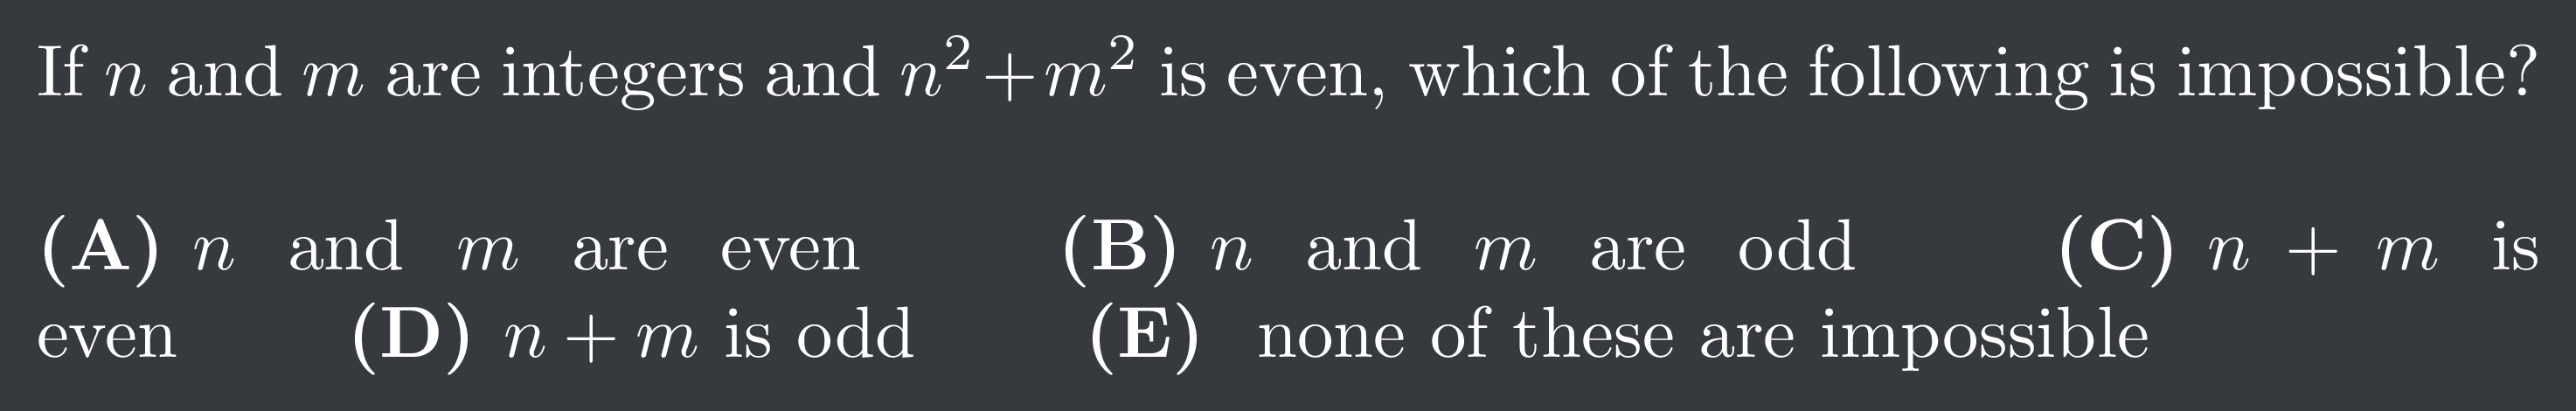 If n and m are integers and n² + m² is even, which of the following is impossible?
(A) n and m are even (B) n and m are odd (C) n + m is
even (D) n + m is odd (E) none of these are impossible